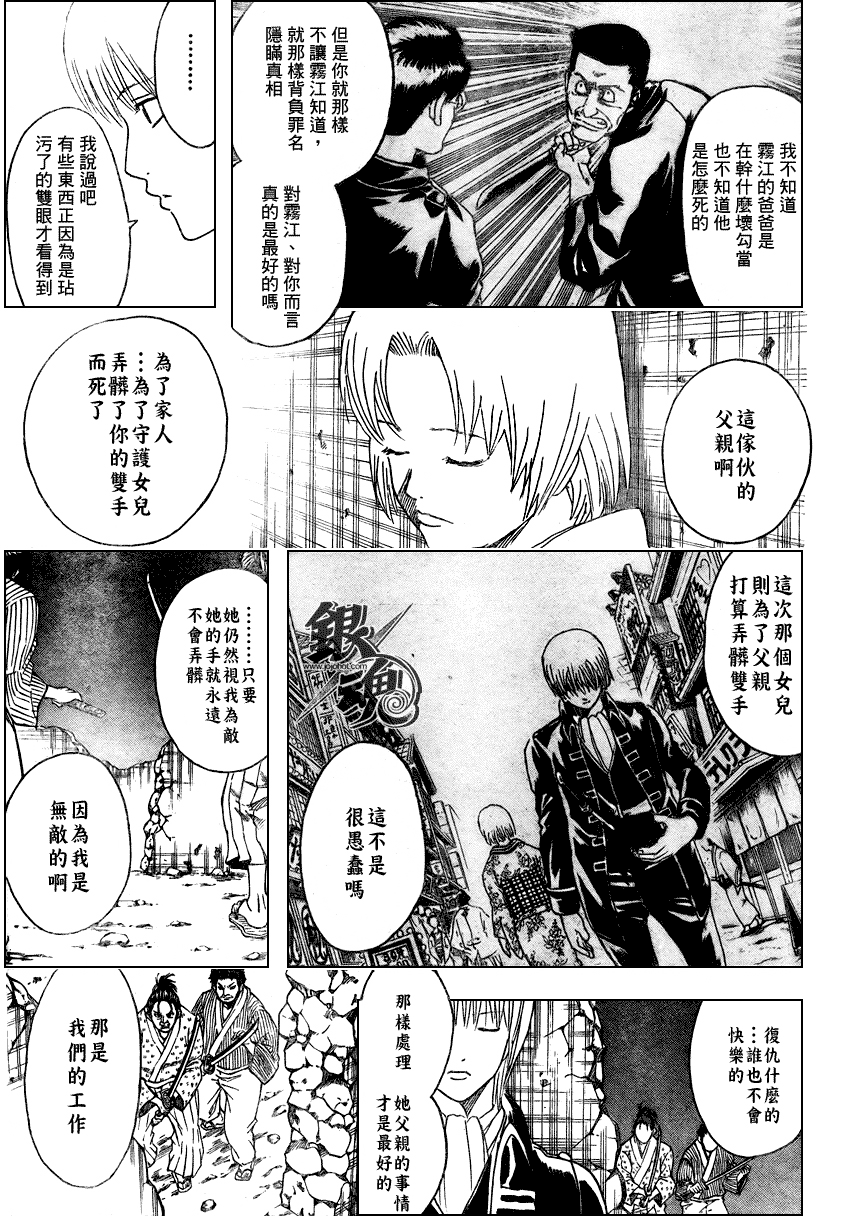 我不知道
霧江的爸爸是
在幹什麼壞勾當
也不知道他
是怎麼死的
但是你就那樣
不讓霧江知道，
就那樣背負罪名
隱瞞真相
對霧江、對你而言
真的是最好的嗎
………
我說過吧
有些東西正因為是玷
污了的雙眼才看得到
這傢伙的
父親啊
為了家人
…為了守護女兒
弄髒了你的雙手
而死了
這次那個女兒
則為了父親
打算弄髒雙手
テレクラ
銀魂
www.jojohot.com
這不是
很愚蠢嗎
………只要
她仍然視我為敵
她的手就永遠
不會弄髒
因為我是
無敵的啊
復仇什麼的
…誰也不會
快樂的
那樣處理
她父親的事情
才是最好的
那是
我們的工作